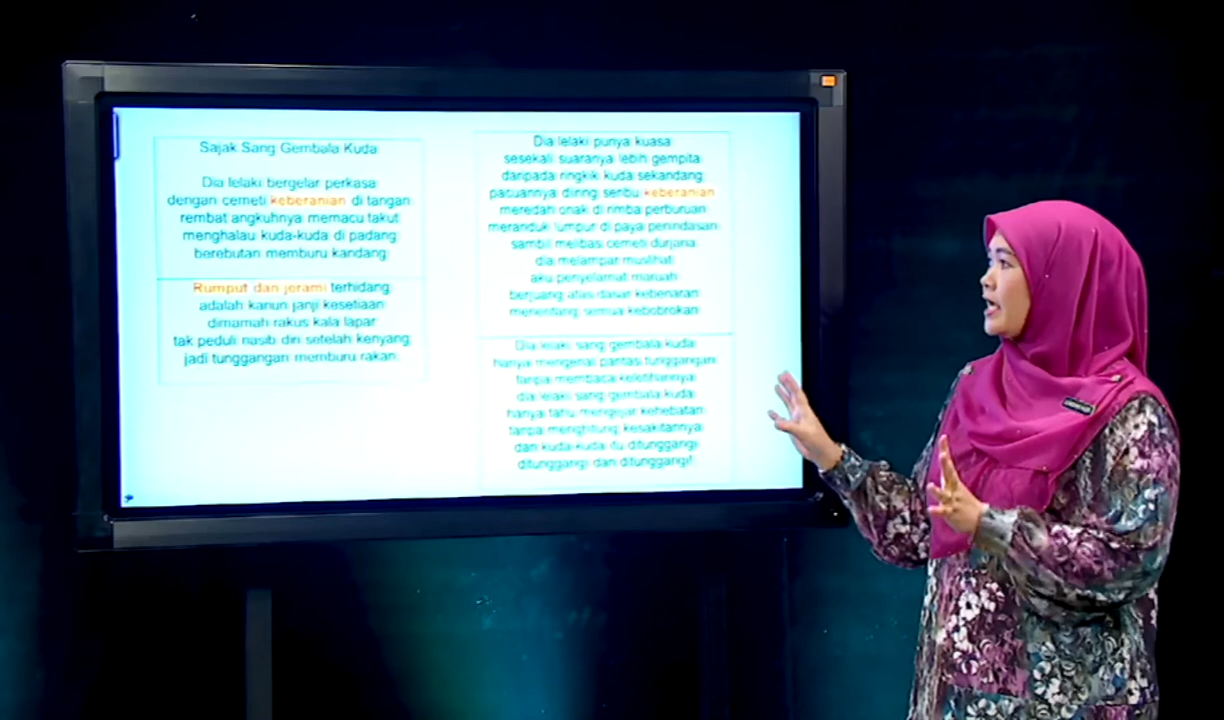 Sajak Sang Gembala Kuda
Dia lelaki bergelar perkasa
dengan cemeti keberanian di tangan
rembat angkuhnya memacu takut
menghalau kuda-kuda di padang
berebutan memburu kandang
Rumput dan jerami terhidang
adalah kanun janji kesetiaan
dimamah rakus kala lapar
tak peduli nasib diri setelah kenyang
jadi tunggangan memburu rakan
Dia lelaki punya kuasa
sesekali suaranya lebih gempita
daripada ringkik kuda sekandang
pacuannya diiring seribu keberanian
meredah onak di rimba perburuan
meranduk lumpur di paya penindasan
sambil melibas cemeti durjana
dia melampar muslihat
aku penyelamat maruah
berjuang atas dasar kebenaran
menentang semua kebobrokan
Dia lelaki sang gembala kuda
hanya mengenal pantas tunggangan
tanpa membaca keletihannya
dia lelaki sang gembala kuda
hanya tahu mengejar kehebatan
tanpa menghitung kesakitannya
dan kuda-kuda itu ditunggangi
ditunggangi dan ditunggangi!